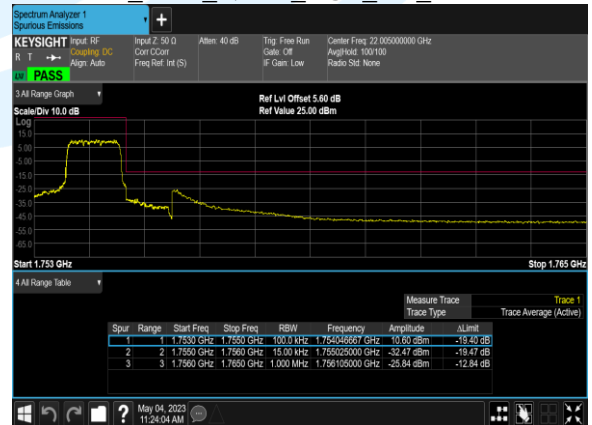 Spectrum Analyzer 1
Spurious Emissions
+
KEYSIGHT Input: RF Input Z: 50 Ω Atten: 40 dB Trig: Free Run Center Freq: 22.005000000 GHz
R T Coupling: DC Corr CCorr Gate: Off Avg|Hold: 100/100
Align: Auto Freq Ref: Int (S) IF Gain: Low Radio Std: None
LV PASS
3 All Range Graph
Ref Lvl Offset 5.60 dB
Scale/Div 10.0 dB Ref Value 25.00 dBm
Log
15.0
5.00
-5.00
-15.0
-25.0
-35.0
-45.0
-55.0
-65.0
Start 1.753 GHz Stop 1.765 GHz
4 All Range Table
Measure Trace Trace 1
Trace Type Trace Average (Active)
Spur Range Start Freq Stop Freq RBW Frequency Amplitude ΔLimit
1 1 1.7530 GHz 1.7550 GHz 100.0 kHz 1.754046667 GHz 10.60 dBm -19.40 dB
2 2 1.7550 GHz 1.7560 GHz 15.00 kHz 1.755025000 GHz -32.47 dBm -19.47 dB
3 3 1.7560 GHz 1.7650 GHz 1.000 MHz 1.756105000 GHz -25.84 dBm -12.84 dB
? May 04, 2023
11:24:04 AM